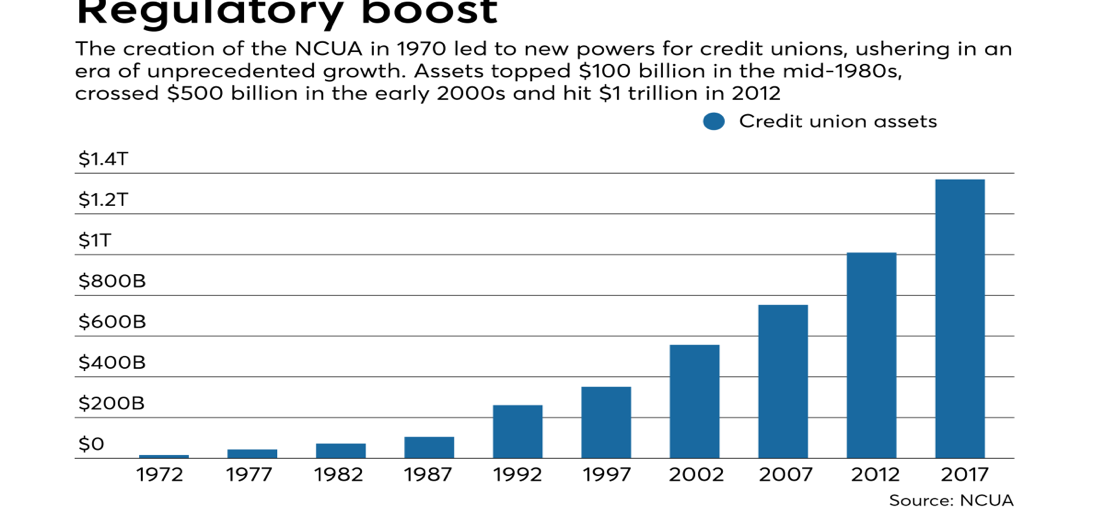 Regulatory boost
The creation of the NCUA in 1970 led to new powers for credit unions, ushering in an
era of unprecedented growth. Assets topped $100 billion in the mid-1980s,
crossed $500 billion in the early 2000s and hit $1 trillion in 2012
Credit union assets
$1.4T
$1.2T
$1T
$800B
$600B
$400B
$200B
$0
1972 1977 1982 1987 1992 1997 2002 2007 2012 2017
Source: NCUA